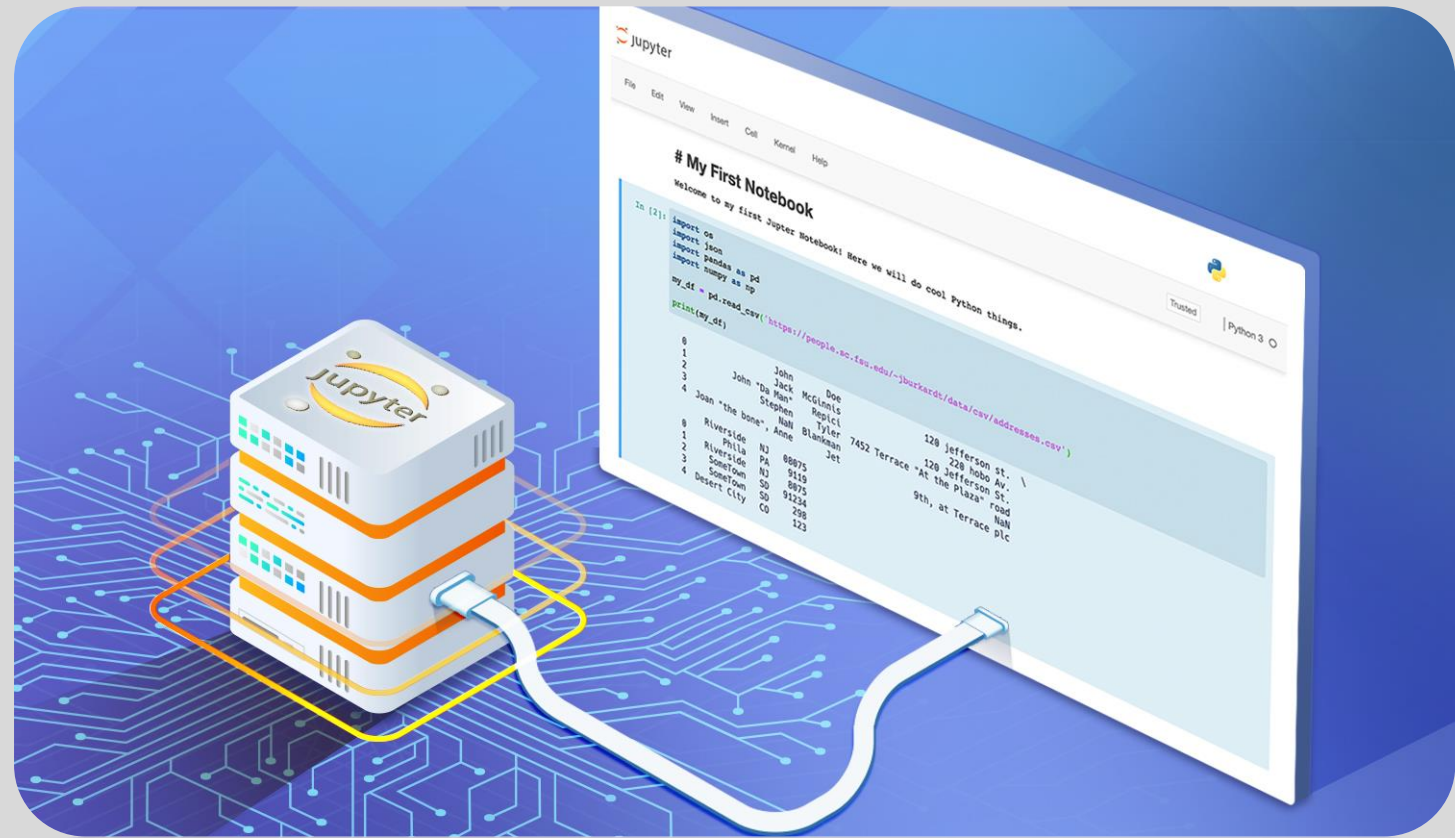 Jupyter
File Edit View Insert Cell Kernel Help
Trusted | Python 3
# My First Notebook
Welcome to my first Jupter Notebook! Here we will do cool Python things.
In [2]: import os
import json
import pandas as pd
import numpy as np
my_df = pd.read_csv('https://people.sc.fsu.edu/~jburkardt/data/csv/addresses.csv')
print(my_df)
John Doe 120 jefferson st. \
0 Jack McGinnis 220 hobo Av.
1 John "Da Man" Repici 120 Jefferson St.
2 Stephen Tyler 7452 Terrace "At the Plaza" road
3 NaN Blankman NaN
4 Joan "the bone", Anne Jet 9th, at Terrace plc
Riverside NJ 08075
0 Phila PA 9119
1 Riverside NJ 8075
2 SomeTown SD 91234
3 SomeTown SD 298
4 Desert City CO 123
Jupyter